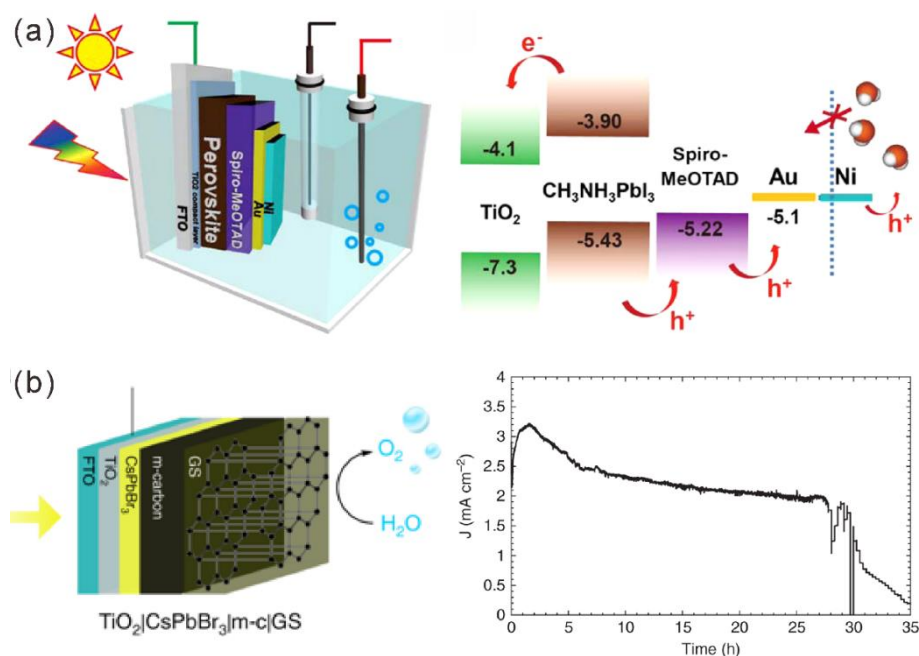 (a)
FTO
TiO2 compact layer
Perovskite
Spiro-MeOTAD
Au
Ni
e-
-4.1
-3.90
TiO2
CH3NH3PbI3
Spiro-
MeOTAD
Au
Ni
-5.1
-7.3
-5.43
-5.22
h+
h+
h+
(b)
FTO
TiO2
CsPbBr3
m-carbon
GS
O2
H2O
TiO2|CsPbBr3|m-c|GS
J (mA cm-2)
4
3.5
3
2.5
2
1.5
1
0.5
0
0
5
10
15
20
25
30
35
Time (h)